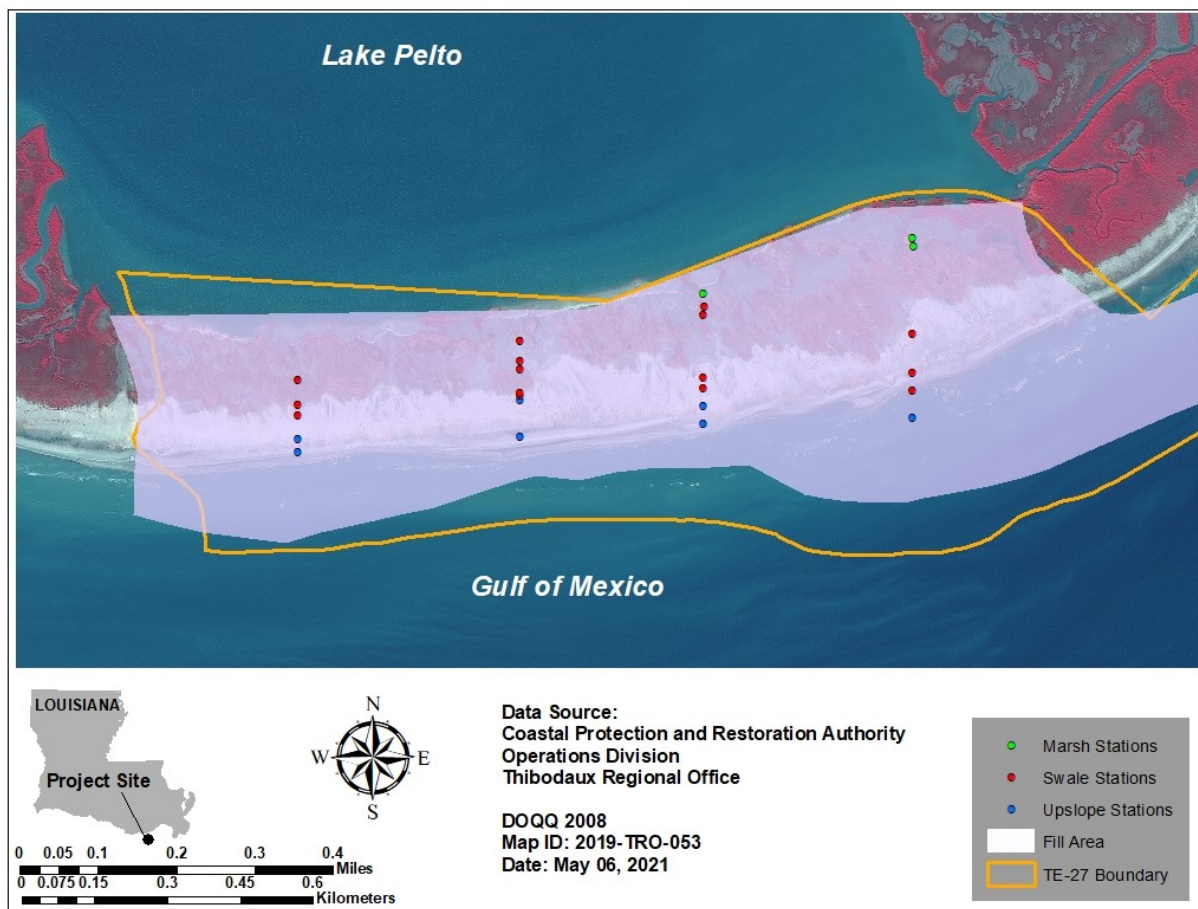 Lake Pelto
Gulf of Mexico
LOUISIANA
Project Site
0 0.05 0.1 0.2 0.3 0.4
Miles
0 0.075 0.15 0.3 0.45 0.6
Kilometers
N
W E
S
Data Source:
Coastal Protection and Restoration Authority
Operations Division
Thibodaux Regional Office
DOQQ 2008
Map ID: 2019-TRO-053
Date: May 06, 2021
Marsh Stations
Swale Stations
Upslope Stations
Fill Area
TE-27 Boundary